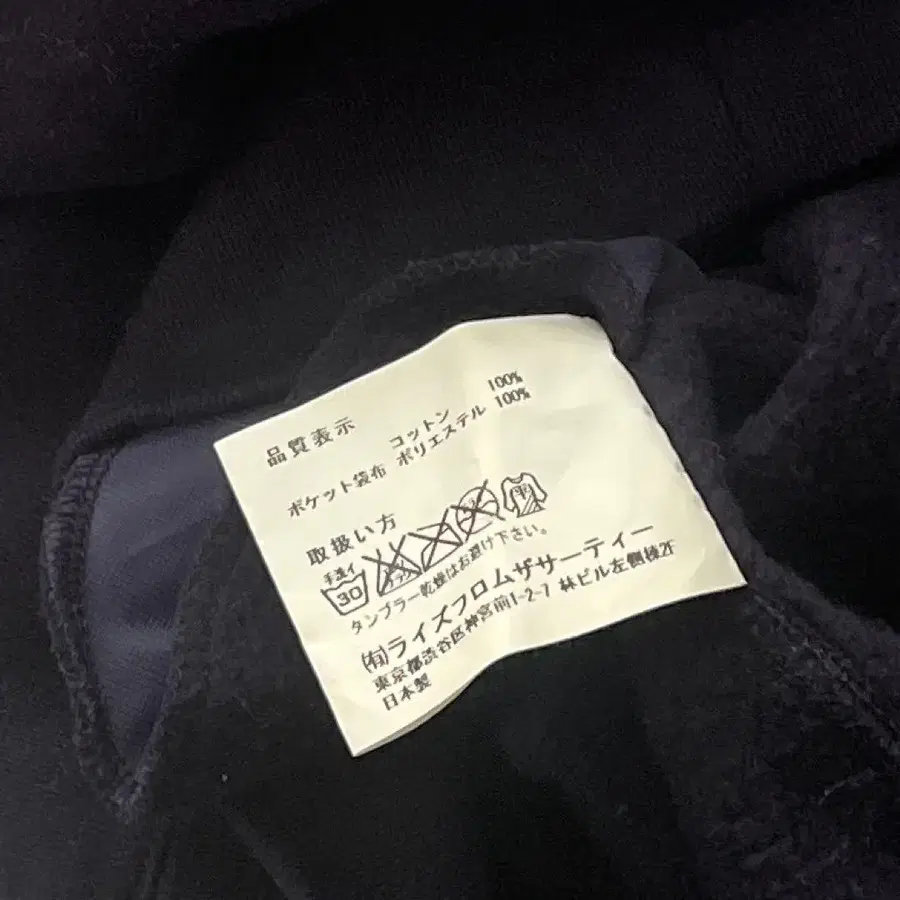 品質表示 コットン 100%
ポケット袋布 ポリエステル 100%
取扱い方
手洗イ
30
タンブラー乾燥はお避け下さい。
㈲ライズフロムザサーティー
東京都渋谷区神宮前1-2-7 林ビル左側棟2F
日本製